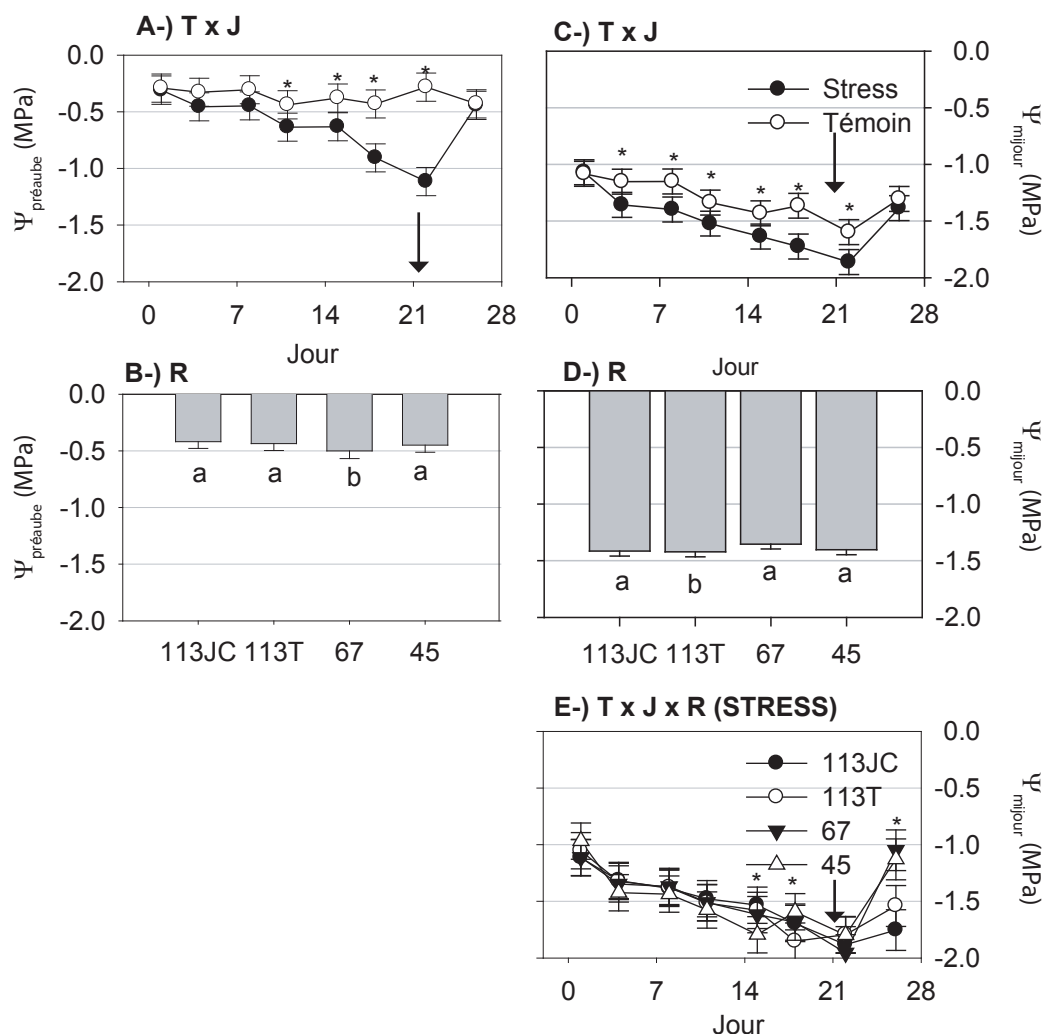 A-) T x J
0.0
-0.5
-1.0
-1.5
-2.0
Ψpréaube (MPa)
* * * *
0 7 14 21 28
Jour
C-) T x J
Stress
Témoin
0.0
-0.5
-1.0
-1.5
-2.0
Ψmijour (MPa)
* * * * * *
0 7 14 21 28
Jour
B-) R
0.0
-0.5
-1.0
-1.5
-2.0
Ψpréaube (MPa)
a a b a
113JC 113T 67 45
D-) R
0.0
-0.5
-1.0
-1.5
-2.0
Ψmijour (MPa)
a b a a
113JC 113T 67 45
E-) T x J x R (STRESS)
113JC
113T
67
45
0.0
-0.5
-1.0
-1.5
-2.0
Ψmijour (MPa)
* * *
0 7 14 21 28
Jour